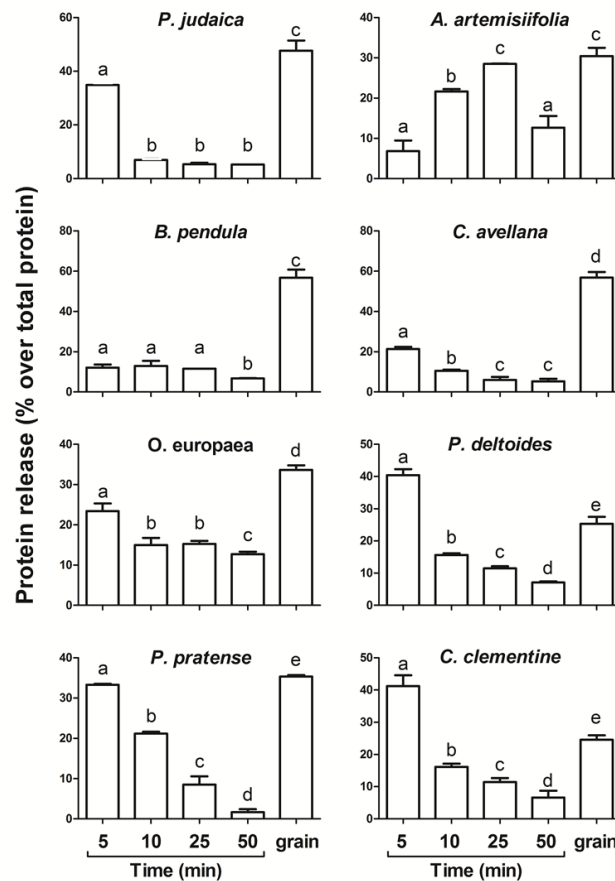 Protein release (% over total protein)
P. judaica
60
40
20
0
a
b
b
b
c
A. artemisiifolia
40
30
20
10
0
a
b
c
a
c
B. pendula
80
60
40
20
0
a
a
a
b
c
C. avellana
80
60
40
20
0
a
b
c
c
d
O. europaea
40
30
20
10
0
a
b
b
c
d
P. deltoides
50
40
30
20
10
0
a
b
c
d
e
P. pratense
40
30
20
10
0
a
b
c
d
e
5 10 25 50 grain
Time (min)
C. clementine
50
40
30
20
10
0
a
b
c
d
e
5 10 25 50 grain
Time (min)